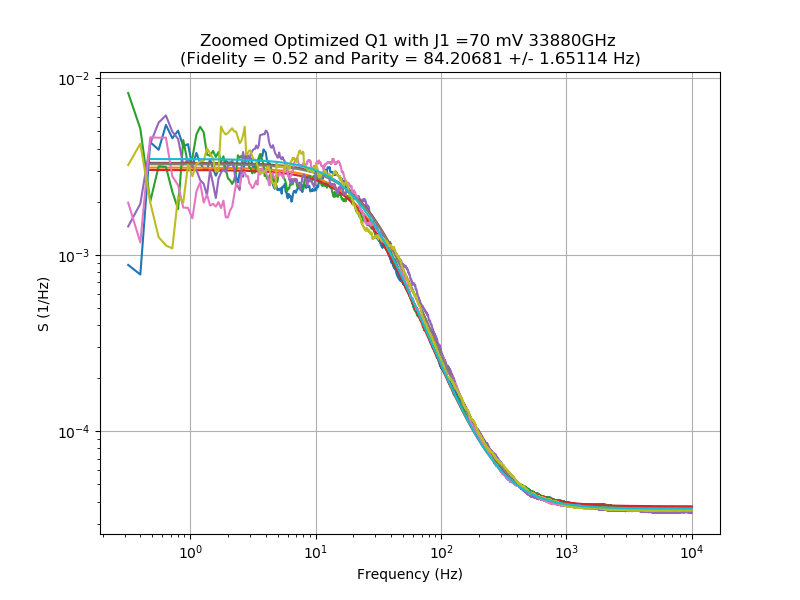 Zoomed Optimized Q1 with J1 =70 mV 33880GHz
(Fidelity = 0.52 and Parity = 84.20681 +/- 1.65114 Hz)
10⁻²
10⁻³
10⁻⁴
S (1/Hz)
10⁰ 10¹ 10² 10³ 10⁴
Frequency (Hz)